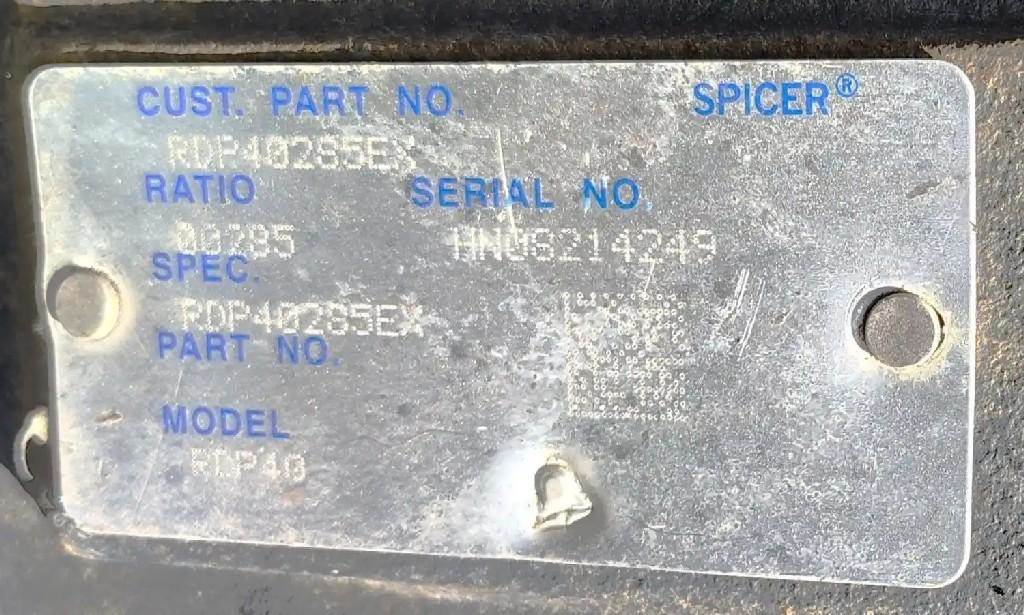 CUST. PART NO. SPICER®
RDP40285EX
RATIO SERIAL NO.
00285 HN08214249
SPEC.
RDP40285EX
PART NO.
MODEL
RDP40